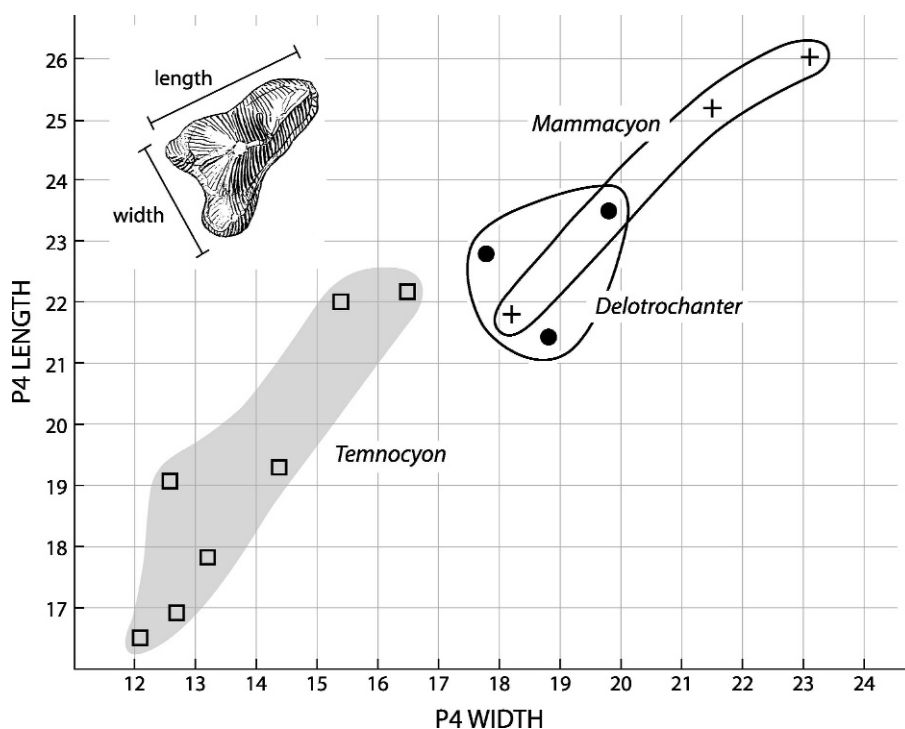 length
width
Mammacyon
Delotrochanter
Temnocyon
P4 LENGTH
26
25
24
23
22
21
20
19
18
17
12 13 14 15 16 17 18 19 20 21 22 23 24
P4 WIDTH